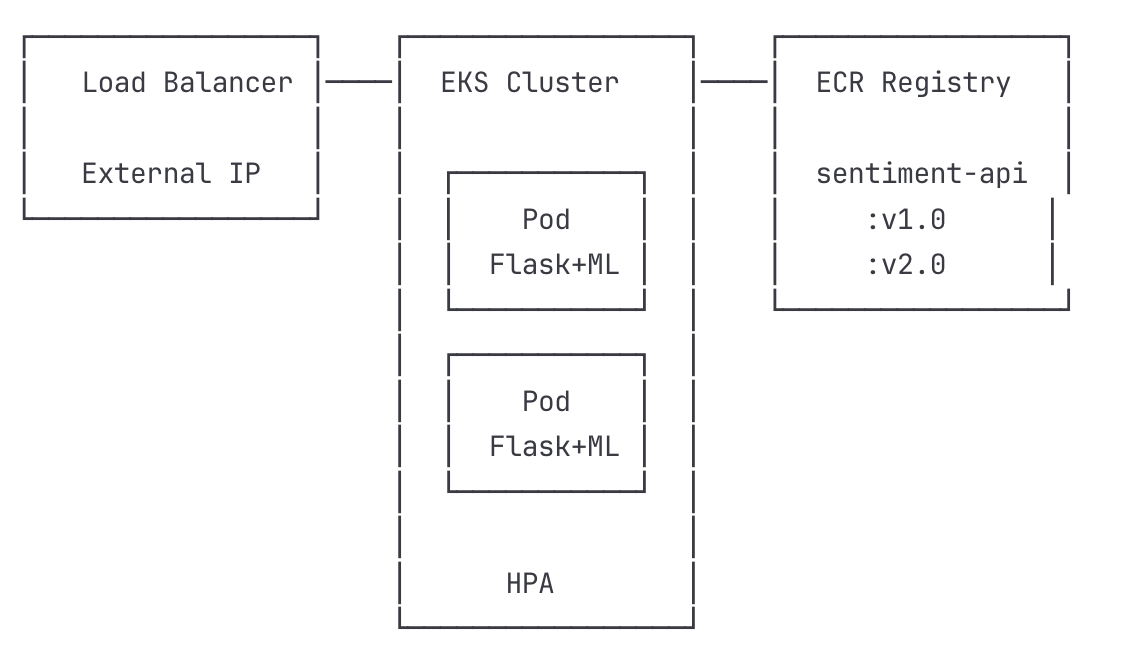 Load Balancer
External IP
EKS Cluster
Pod
Flask+ML
Pod
Flask+ML
HPA
ECR Registry
sentiment-api
:v1.0
:v2.0